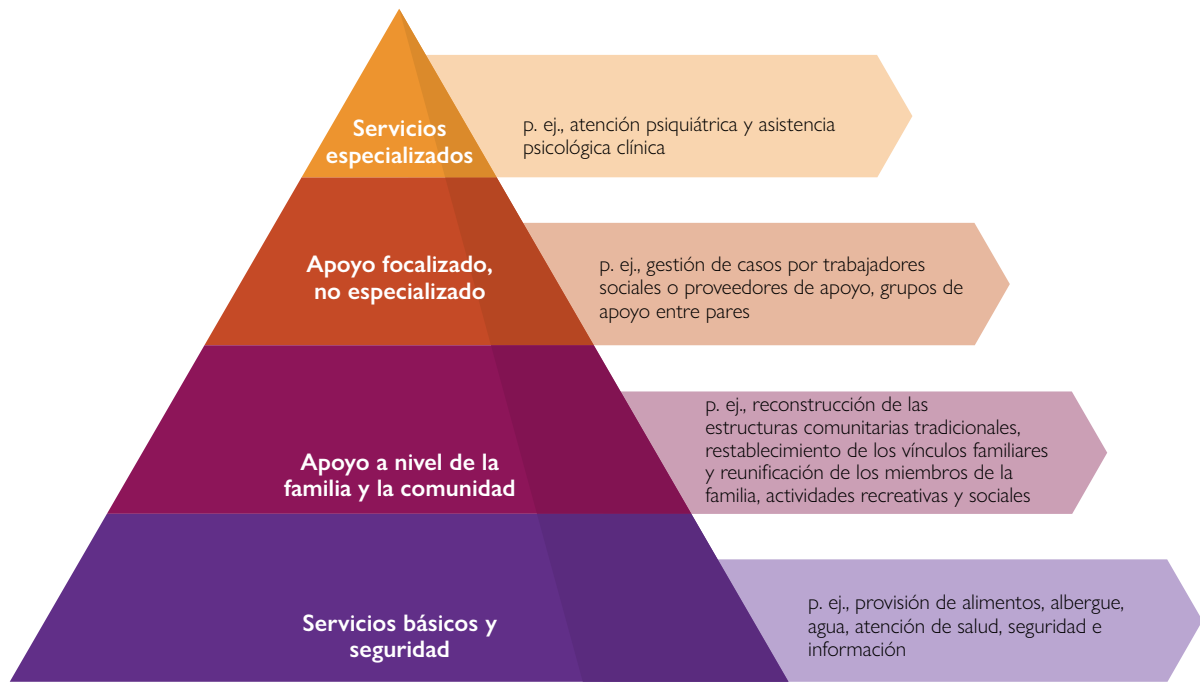 Servicios
especializados
p. ej., atención psiquiátrica y asistencia
psicológica clínica
Apoyo focalizado,
no especializado
p. ej., gestión de casos por trabajadores
sociales o proveedores de apoyo, grupos de
apoyo entre pares
Apoyo a nivel de la
familia y la comunidad
p. ej., reconstrucción de las
estructuras comunitarias tradicionales,
restablecimiento de los vínculos familiares
y reunificación de los miembros de la
familia, actividades recreativas y sociales
Servicios básicos y
seguridad
p. ej., provisión de alimentos, albergue,
agua, atención de salud, seguridad e
información